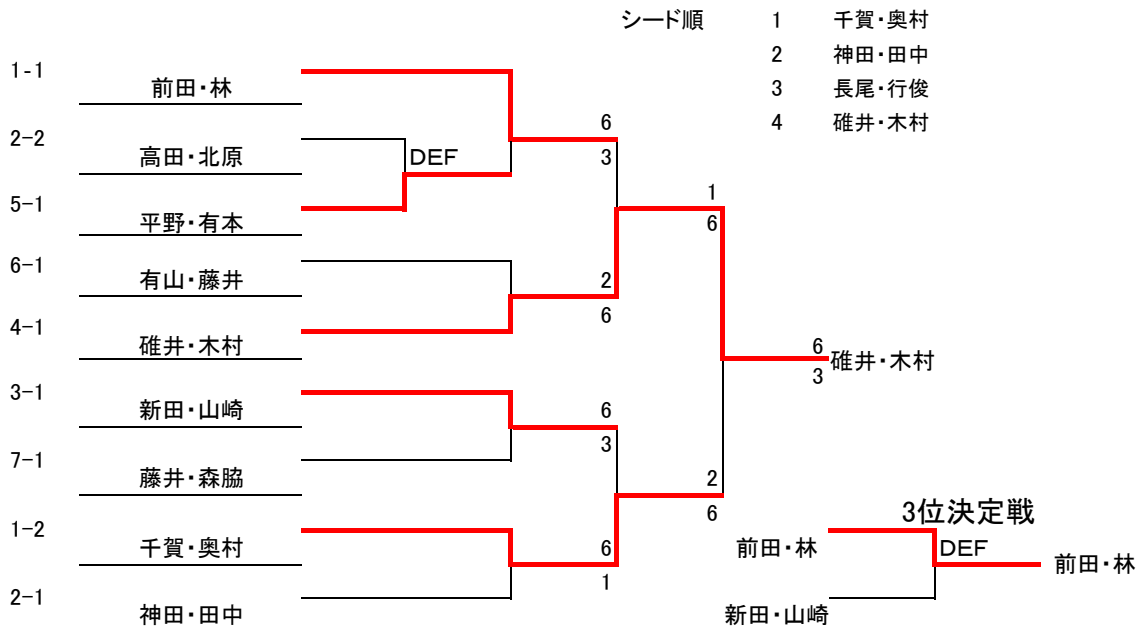 シード順 1 千賀・奥村
2 神田・田中
3 長尾・行俊
4 碓井・木村
1-1
前田・林
2-2
高田・北原
DEF
5-1
平野・有本
6
3
6-1
有山・藤井
4-1
碓井・木村
2
6
1
6
3-1
新田・山崎
7-1
藤井・森脇
6
3
1-2
千賀・奥村
2-1
神田・田中
6
1
2
6
6
3
碓井・木村
3位決定戦
前田・林
DEF
前田・林
新田・山崎